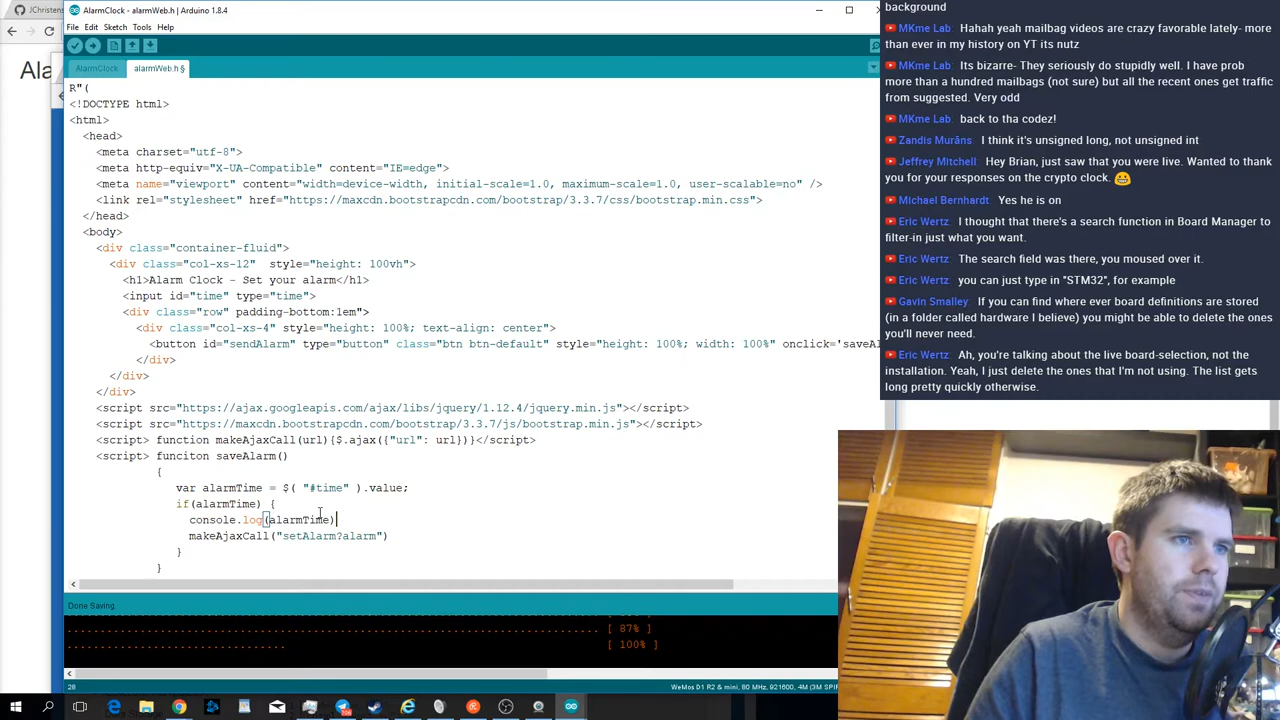 JChristens
AlarmClock - alarmWeb.h | Arduino 1.8.4
File Edit Sketch Tools Help
AlarmClock alarmWeb.h §
Ala
R"(
<!DOCTYPE html>
<html>
<head>
<meta charset="utf-8">
<meta http-equiv="X-UA-Compatible" content="IE=edge">
<meta name="viewport" content="width=device-width, initial-scale=1.0, maximum-scale=1.0, user-scalable=no" />
<link rel="stylesheet" href="https://maxcdn.bootstrapcdn.com/bootstrap/3.3.7/css/bootstrap.min.css">
</head>
<body>
<div class="container-fluid">
<div class="col-xs-12" style="height: 100vh">
<h1>Alarm Clock - Set your alarm</h1>
<input id="time" type="time">
<div class="row" padding-bottom:1em">
<div class="col-xs-4" style="height: 100%; text-align: center">
<button id="sendAlarm" type="button" class="btn btn-default" style="height: 100%; width: 100%" onclick='saveAl
</div>
</div>
</div>
<script src="https://ajax.googleapis.com/ajax/libs/jquery/1.12.4/jquery.min.js"></script>
<script src="https://maxcdn.bootstrapcdn.com/bootstrap/3.3.7/js/bootstrap.min.js"></script>
<script> function makeAjaxCall(url){$.ajax({"url": url})}</script>
<script> funciton saveAlarm()
{
var alarmTime = $( "#time" ).value;
if(alarmTime) {
console.log(alarmTime)
makeAjaxCall("setAlarm?alarm")
}
}
Done Saving.
[ 87% ]
[ 100% ]
28
WeMos D1 R2 & mini, 80 MHz, 921600, 4M (3M SPIF
background
MKme Lab Hahah yeah mailbag videos are crazy favorable lately- more
than ever in my history on YT its nutz
MKme Lab Its bizarre- They seriously do stupidly well. I have prob
more than a hundred mailbags (not sure) but all the recent ones get traffic
from suggested. Very odd
MKme Lab back to tha codez!
Zandis Murāns I think it's unsigned long, not unsigned int
Jeffrey Mitchell Hey Brian, just saw that you were live. Wanted to thank
you for your responses on the crypto clock. 😀
Michael Bernhardt Yes he is on
Eric Wertz I thought that there's a search function in Board Manager to
filter-in just what you want.
Eric Wertz The search field was there, you moused over it.
Eric Wertz you can just type in "STM32", for example
Gavin Smalley If you can find where ever board definitions are stored
(in a folder called hardware I believe) you might be able to delete the ones
you'll never need.
Eric Wertz Ah, you're talking about the live board-selection, not the
installation. Yeah, I just delete the ones that I'm not using. The list gets
long pretty quickly otherwise.